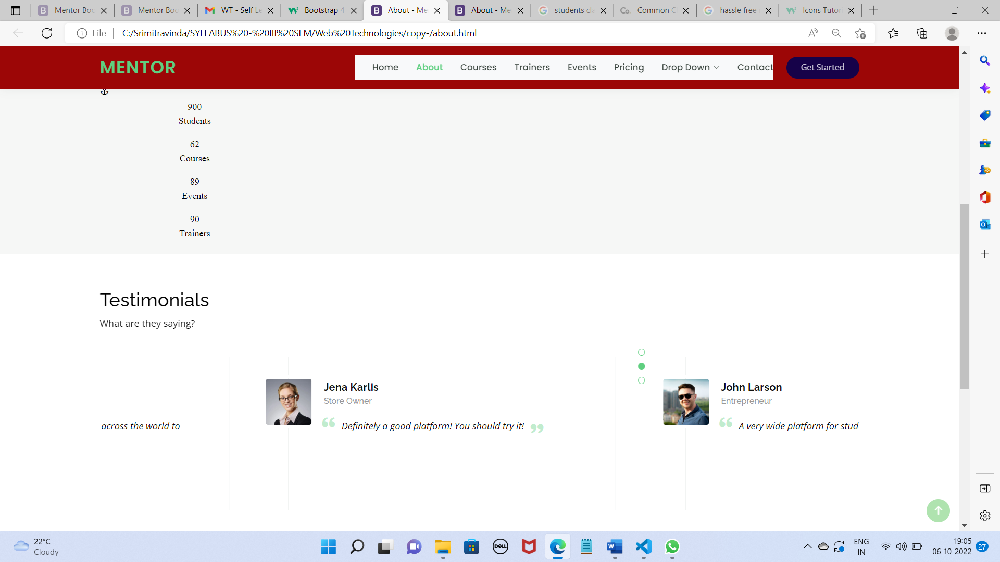 Mentor Boo
Mentor Boo
WT - Self Le
Bootstrap 4
About - Me
About - Me
students cla
Common C
hassle free
Icons Tutor
File
C:/Srimitravinda/SYLLABUS%20-%20III%20SEM/Web%20Technologies/copy-/about.html
MENTOR
Home About Courses Trainers Events Pricing Drop Down Contact
Get Started
900
Students
62
Courses
89
Events
90
Trainers
Testimonials
What are they saying?
across the world to
Jena Karlis
Store Owner
“ Definitely a good platform! You should try it! ”
John Larson
Entrepreneur
“ A very wide platform for stud
22°C
Cloudy
DELL
ENG
IN
19:05
06-10-2022
27